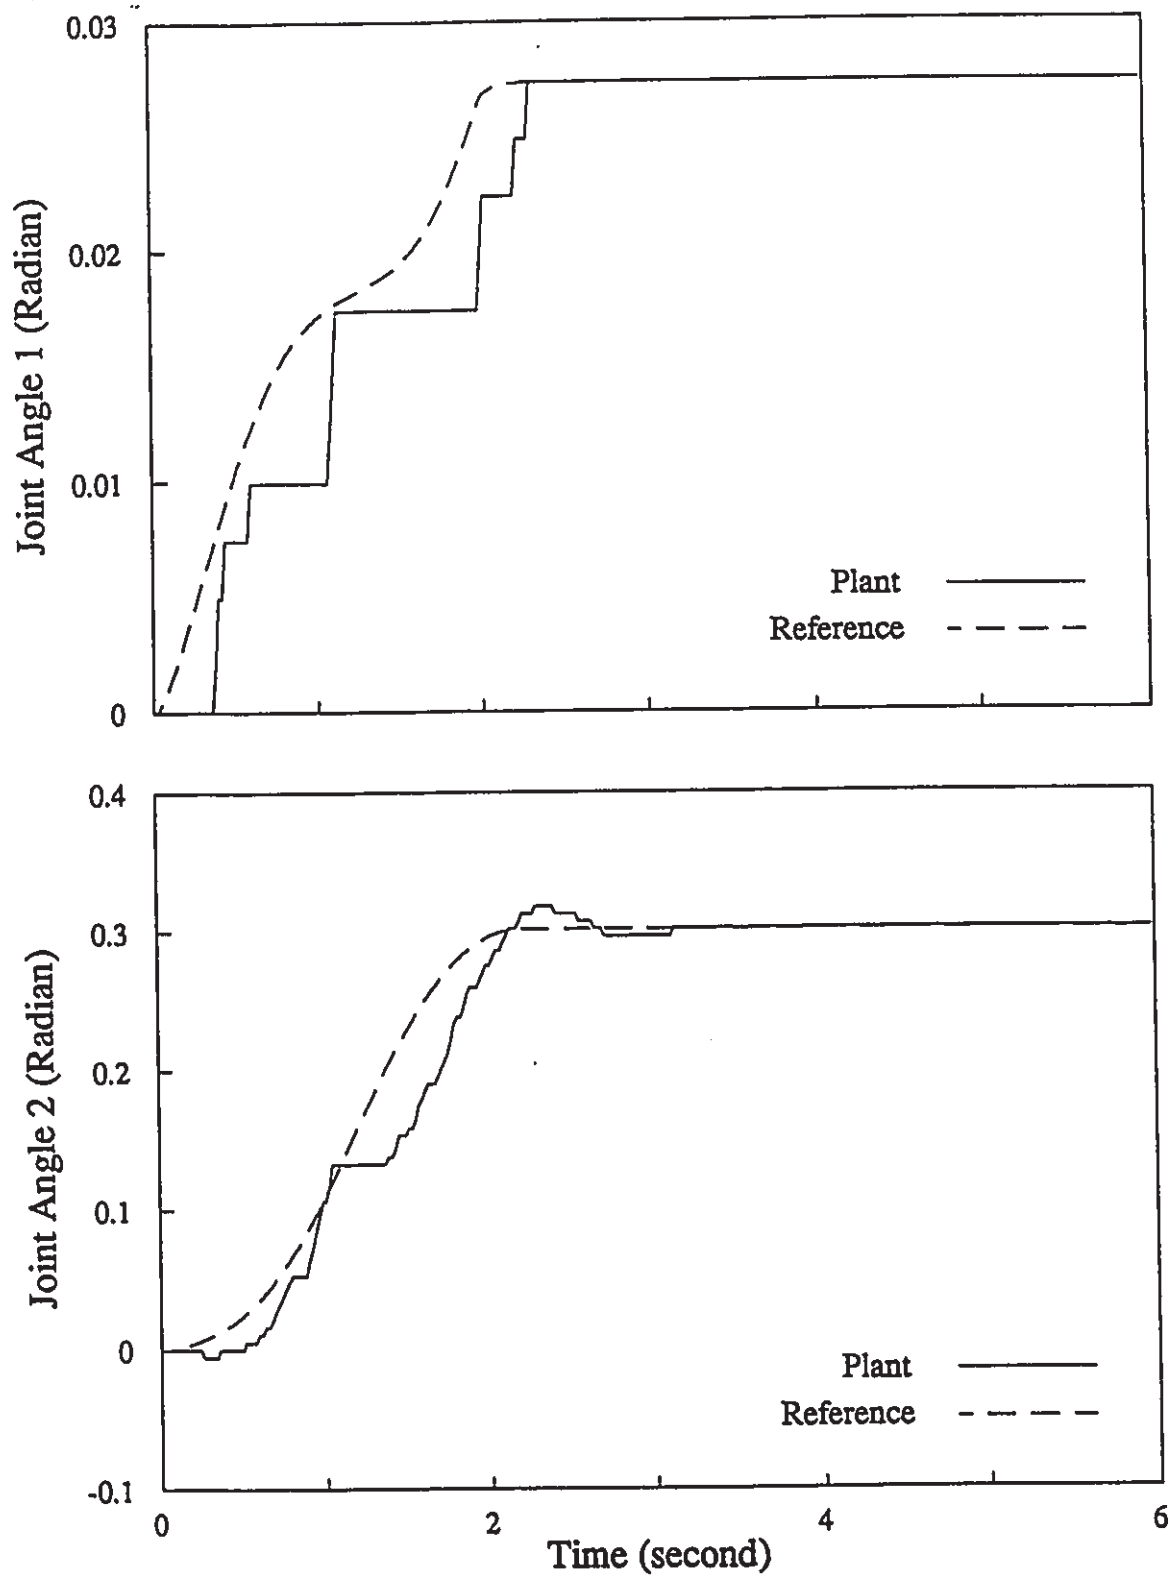 0.03
0.02
0.01
0
Joint Angle 1 (Radian)
Plant
Reference
0.4
0.3
0.2
0.1
0
-0.1
Joint Angle 2 (Radian)
Plant
Reference
0 2 4 6
Time (second)